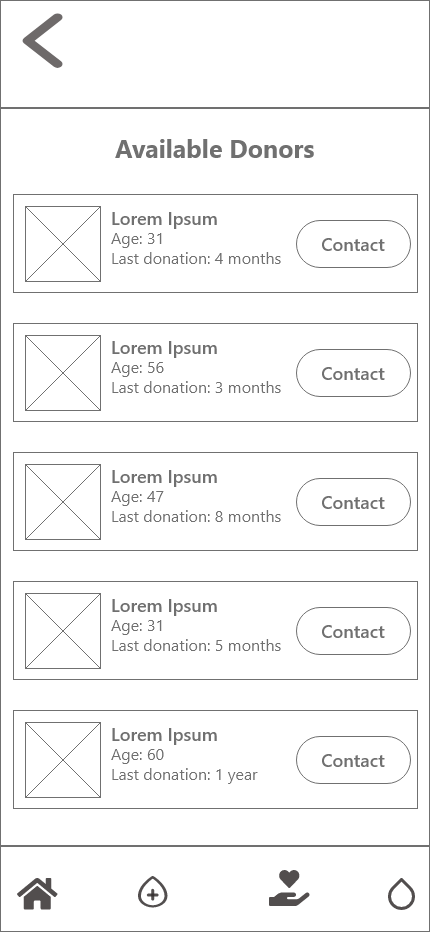 Available Donors
Lorem Ipsum
Age: 31
Last donation: 4 months
Contact
Lorem Ipsum
Age: 56
Last donation: 3 months
Contact
Lorem Ipsum
Age: 47
Last donation: 8 months
Contact
Lorem Ipsum
Age: 31
Last donation: 5 months
Contact
Lorem Ipsum
Age: 60
Last donation: 1 year
Contact